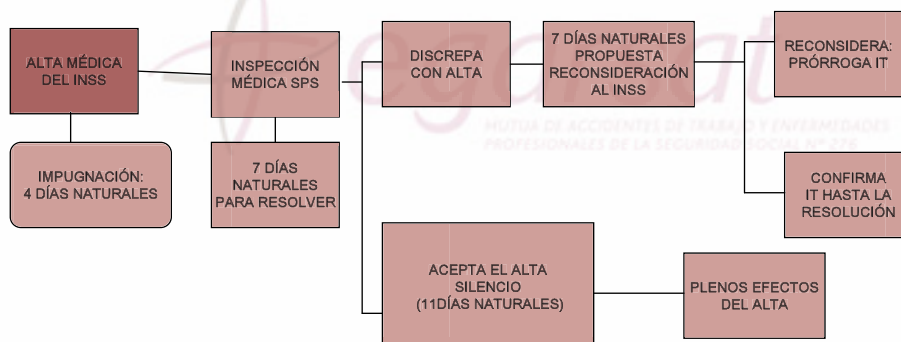 ALTA MÉDICA
DEL INSS
IMPUGNACIÓN:
4 DÍAS NATURALES
INSPECCIÓN
MÉDICA SPS
7 DÍAS
NATURALES
PARA RESOLVER
DISCREPA
CON ALTA
7 DÍAS NATURALES
PROPUESTA
RECONSIDERACIÓN
AL INSS
RECONSIDERA:
PRÓRROGA IT
CONFIRMA
IT HASTA LA
RESOLUCIÓN
ACEPTA EL ALTA
SILENCIO
(11DÍAS NATURALES)
PLENOS EFECTOS
DEL ALTA
egarsat
MUTUA DE ACCIDENTES DE TRABAJO Y ENFERMEDADES
PROFESIONALES DE LA SEGURIDAD SOCIAL Nº 276